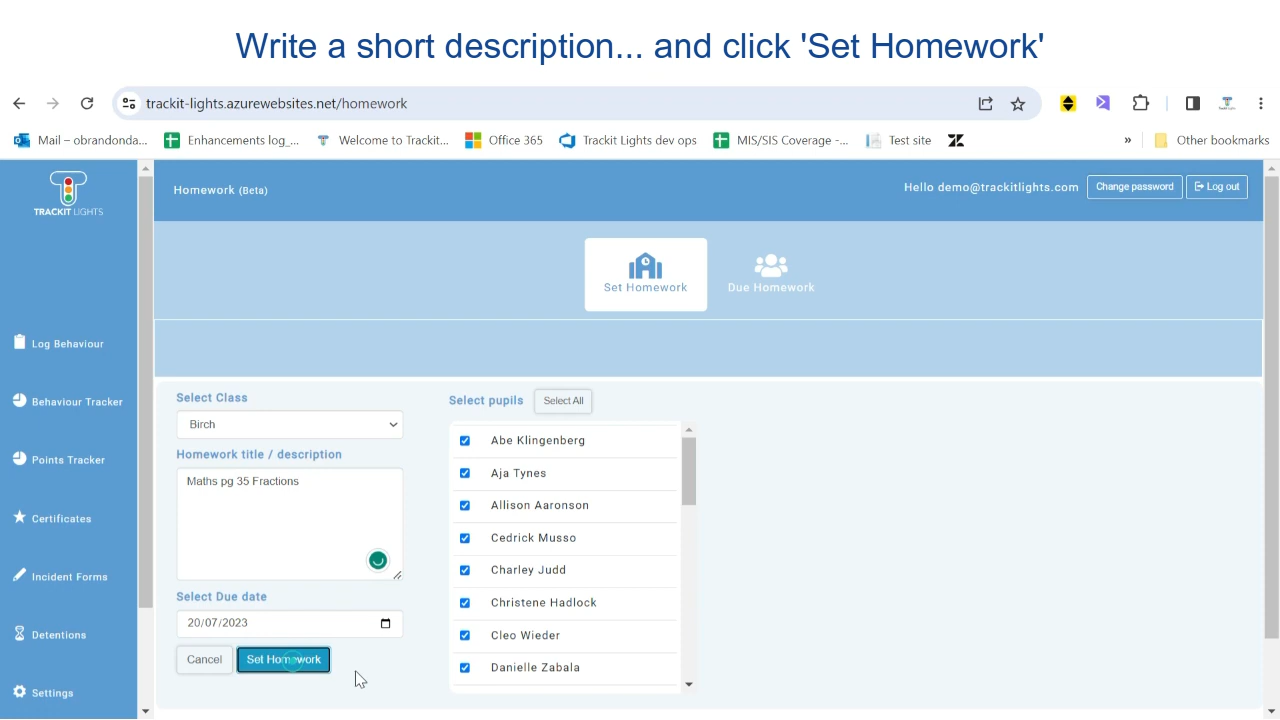 Write a short description... and click 'Set Homework'
trackit-lights.azurewebsites.net/homework
Mail – obrandonda...
Enhancements log_...
Welcome to Trackit...
Office 365
Trackit Lights dev ops
MIS/SIS Coverage -...
Test site
»
Other bookmarks
TRACKIT LIGHTS
Homework (Beta)
Hello demo@trackitlights.com
Change password
Log out
Set Homework
Due Homework
Log Behaviour
Behaviour Tracker
Points Tracker
Certificates
Incident Forms
Detentions
Settings
Select Class
Birch
Homework title / description
Maths pg 35 Fractions
Select Due date
20/07/2023
Cancel
Set Homework
Select pupils
Select All
Abe Klingenberg
Aja Tynes
Allison Aaronson
Cedrick Musso
Charley Judd
Christene Hadlock
Cleo Wieder
Danielle Zabala